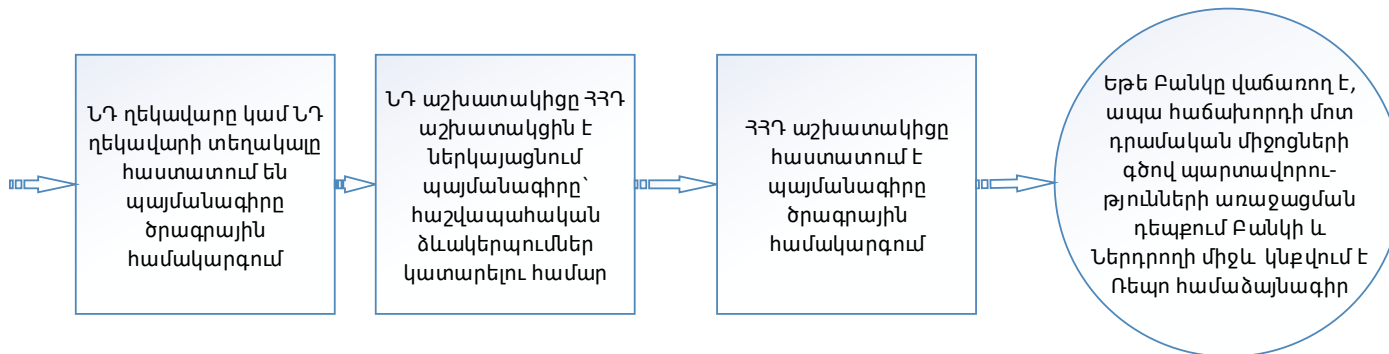 ՆԴ ղեկավարը կամ ՆԴ
ղեկավարի տեղակալը
հաստատում են
պայմանագիրը
ծրագրային
համակարգում
ՆԴ աշխատակիցը ՀՀԴ
աշխատակցին է
ներկայացնում
պայմանագիրը՝
հաշվապահական
ձևակերպումներ
կատարելու համար
ՀՀԴ աշխատակիցը
հաստատում է
պայմանագիրը
ծրագրային
համակարգում
Եթե Բանկը վաճառող է,
ապա հաճախորդի մոտ
դրամական միջոցների
գծով պարտավորու-
թյունների առաջացման
դեպքում Բանկի և
Ներդրողի միջև կնքվում է
Ռեպո համաձայնագիր